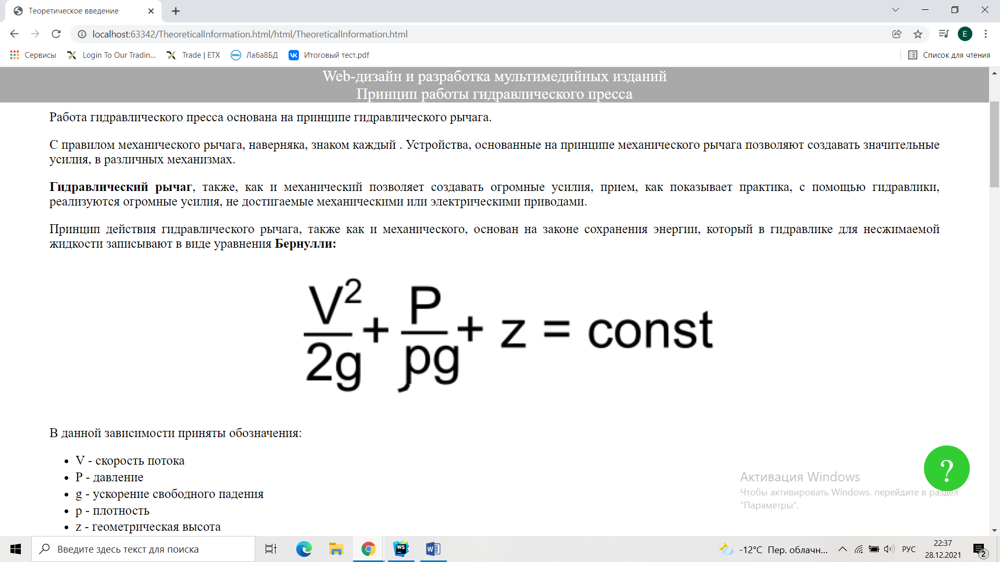 Теоретическое введение
localhost:63342/TheoreticalInformation.html/html/TheoreticalInformation.html
E
Сервисы
Login To Our Tradin...
Trade | ETX
DELL
Лаба8БД
Итоговый тест.pdf
Список для чтения
Web-дизайн и разработка мультимедийных изданий
Принцип работы гидравлического пресса
Работа гидравлического пресса основана на принципе гидравлического рычага.
С правилом механического рычага, наверняка, знаком каждый . Устройства, основанные на принципе механического рычага позволяют создавать значительные
усилия, в различных механизмах.
Гидравлический рычаг, также, как и механический позволяет создавать огромные усилия, прием, как показывает практика, с помощью гидравлики,
реализуются огромные усилия, не достигаемые механическими или электрическими приводами.
Принцип действия гидравлического рычага, также как и механического, основан на законе сохранения энергии, который в гидравлике для несжимаемой
жидкости записывают в виде уравнения Бернулли:
V²/2g + P/ρg + z = const
В данной зависимости приняты обозначения:
• V - скорость потока
• P - давление
• g - ускорение свободного падения
• p - плотность
• z - геометрическая высота
?
Активация Windows
Чтобы активировать Windows, перейдите в раздел
"Параметры".
Введите здесь текст для поиска
WS
W
-12°C Пер. облачн...
РУС
22:37
28.12.2021
2